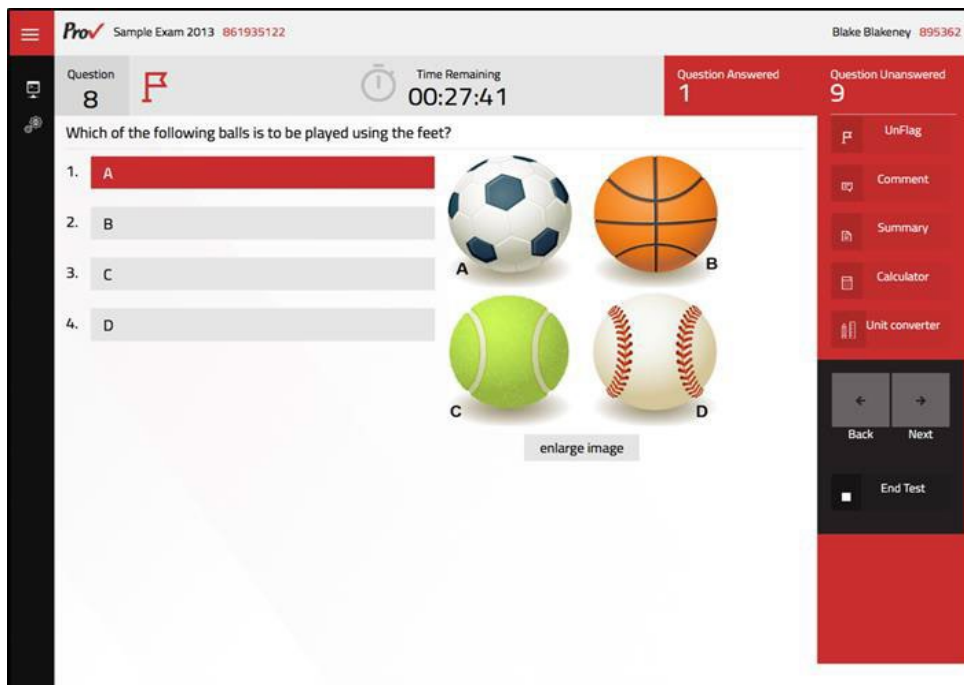 Prov Sample Exam 2013 861935122
Blake Blakeney 895362
Question
8
Time Remaining
00:27:41
Question Answered
1
Question Unanswered
9
Which of the following balls is to be played using the feet?
1. A
2. B
3. C
4. D
A
B
C
D
enlarge image
UnFlag
Comment
Summary
Calculator
Unit converter
Back
Next
End Test